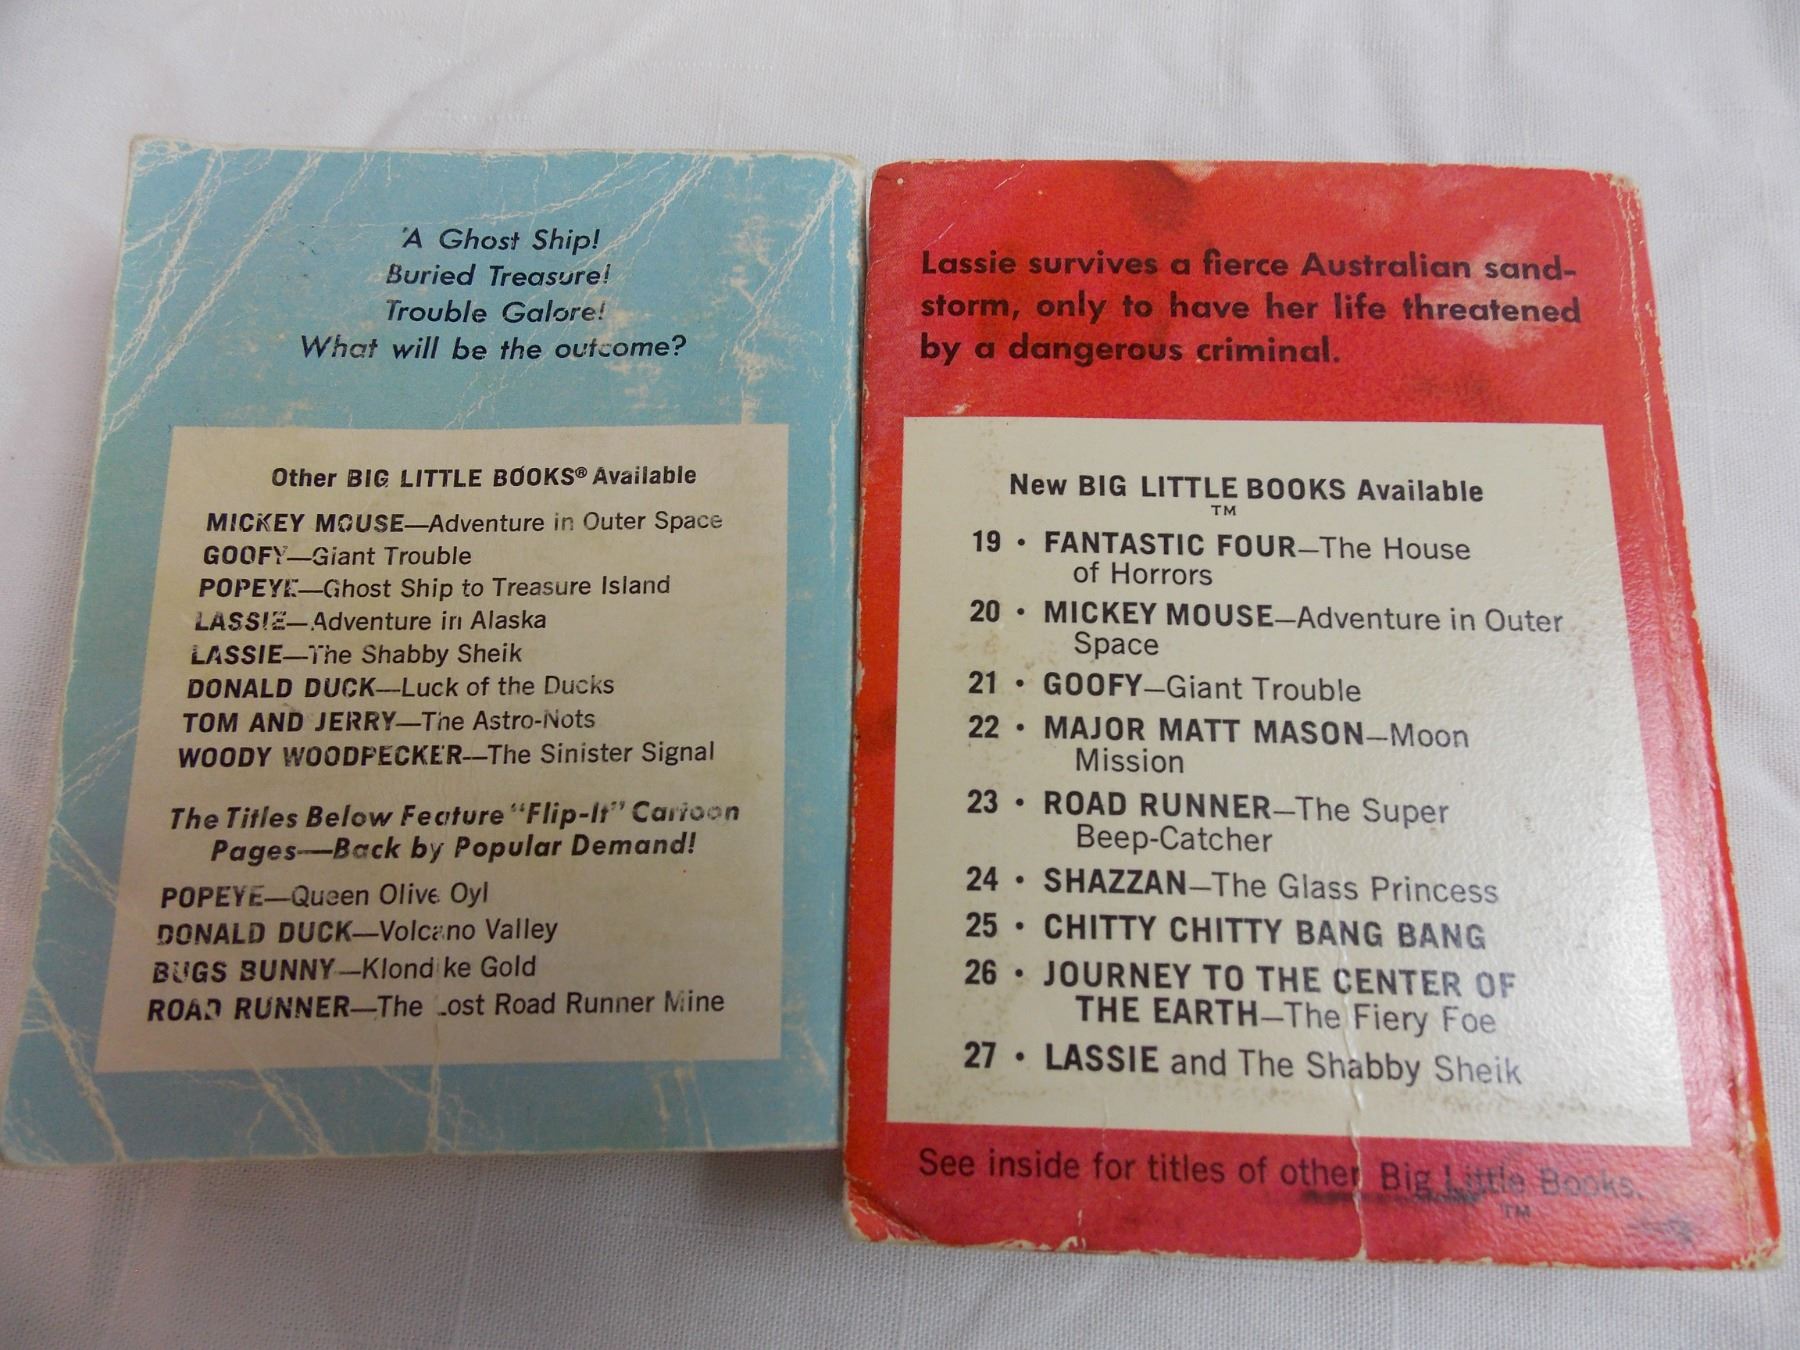 A Ghost Ship!
Buried Treasure!
Trouble Galore!
What will be the outcome?
Other BIG LITTLE BOOKS® Available
MICKEY MOUSE—Adventure in Outer Space
GOOFY—Giant Trouble
POPEYE—Ghost Ship to Treasure Island
LASSIE—Adventure in Alaska
LASSIE—The Shabby Sheik
DONALD DUCK—Luck of the Ducks
TOM AND JERRY—The Astro-Nots
WOODY WOODPECKER—The Sinister Signal
The Titles Below Feature "Flip-It" Cartoon
Pages—Back by Popular Demand!
POPEYE—Queen Olive Oyl
DONALD DUCK—Volcano Valley
BUGS BUNNY—Klondike Gold
ROAD RUNNER—The Lost Road Runner Mine
Lassie survives a fierce Australian sand-
storm, only to have her life threatened
by a dangerous criminal.
New BIG LITTLE BOOKS Available
TM
19 • FANTASTIC FOUR—The House
of Horrors
20 • MICKEY MOUSE—Adventure in Outer
Space
21 • GOOFY—Giant Trouble
22 • MAJOR MATT MASON—Moon
Mission
23 • ROAD RUNNER—The Super
Beep-Catcher
24 • SHAZZAN—The Glass Princess
25 • CHITTY CHITTY BANG BANG
26 • JOURNEY TO THE CENTER OF
THE EARTH—The Fiery Foe
27 • LASSIE and The Shabby Sheik
See inside for titles of other Big Little Books.
TM